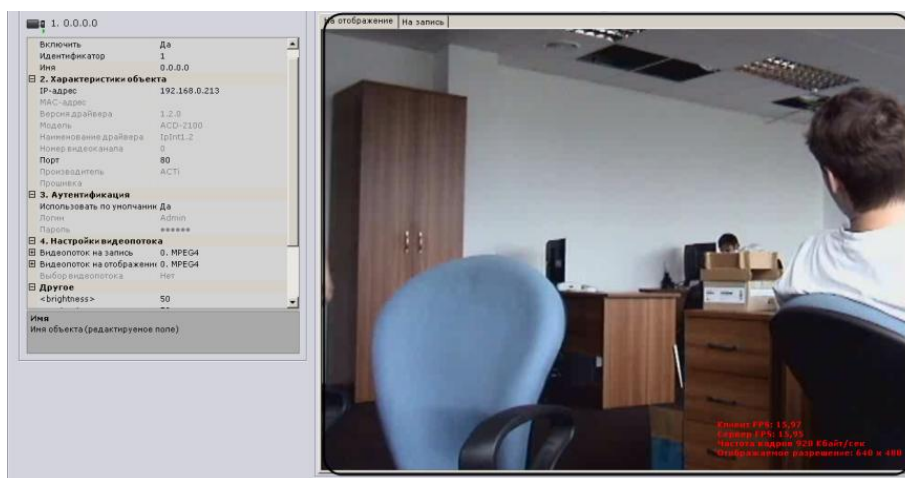 1. 0.0.0.0
Включить Да
Идентификатор 1
Имя 0.0.0.0
2. Характеристики объекта
IP-адрес 192.168.0.213
MAC-адрес
Версия драйвера 1.2.0
Модель ACD-2100
Наименование драйвера IpInt1.2
Номер видеоканала 0
Порт 80
Производитель ACTi
Прошивка
3. Аутентификация
Использовать по умолчании Да
Логин Admin
Пароль ******
4. Настройки видеопотока
Видеопоток на запись 0. MPEG4
Видеопоток на отображение 0. MPEG4
Выбор видеопотока Нет
Другое
<brightness> 50
Имя
Имя объекта (редактируемое поле)
На отображение На запись
Клиент FPS: 15,97
Сервер FPS: 15,95
Частота кадров 920 Кбайт/сек
Отображаемое разрешение: 640 x 480